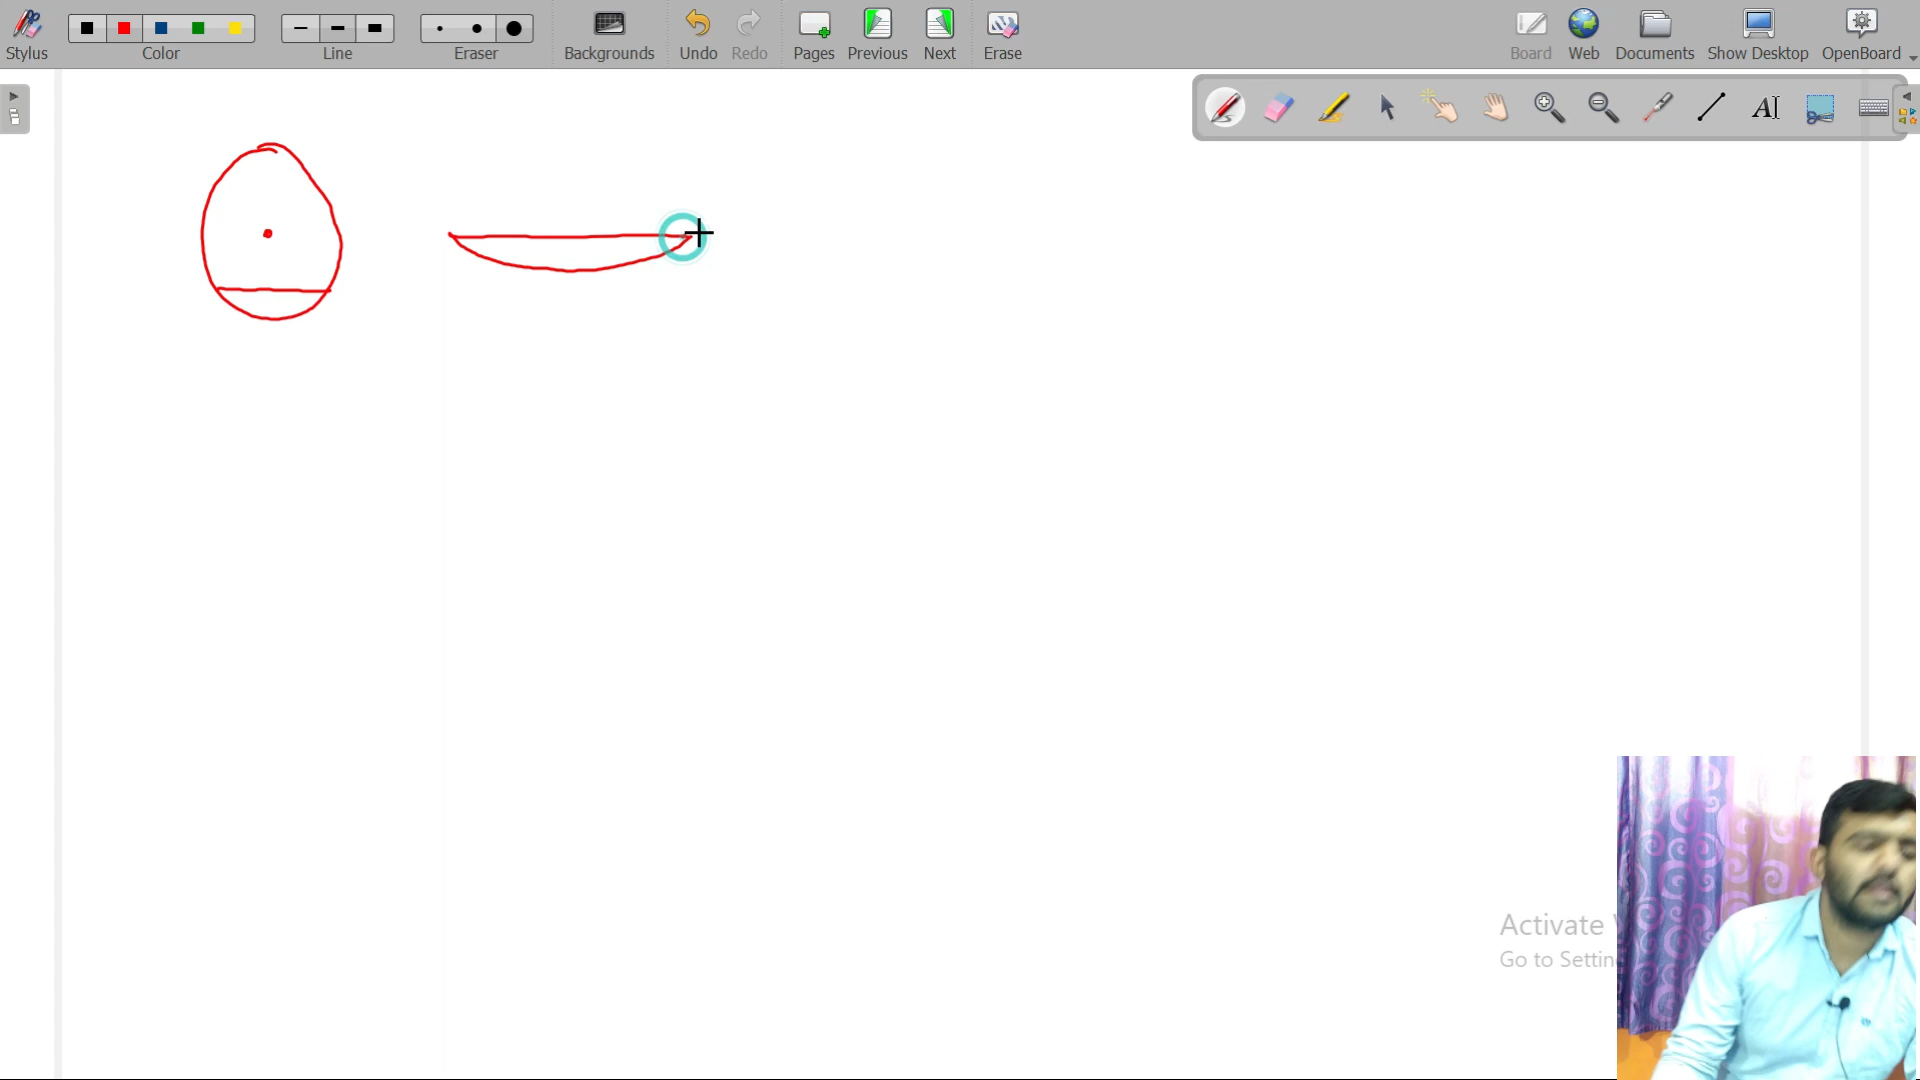 Stylus
Color
Line
Eraser
Backgrounds
Undo
Redo
Pages
Previous
Next
Erase
Board
Web
Documents
Show Desktop
OpenBoard
A
Activate
Go to Settin